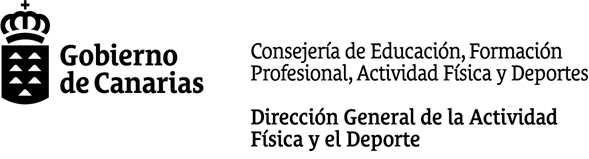 Gobierno
de Canarias
Consejería de Educación, Formación
Profesional, Actividad Física y Deportes
Dirección General de la Actividad
Física y el Deporte